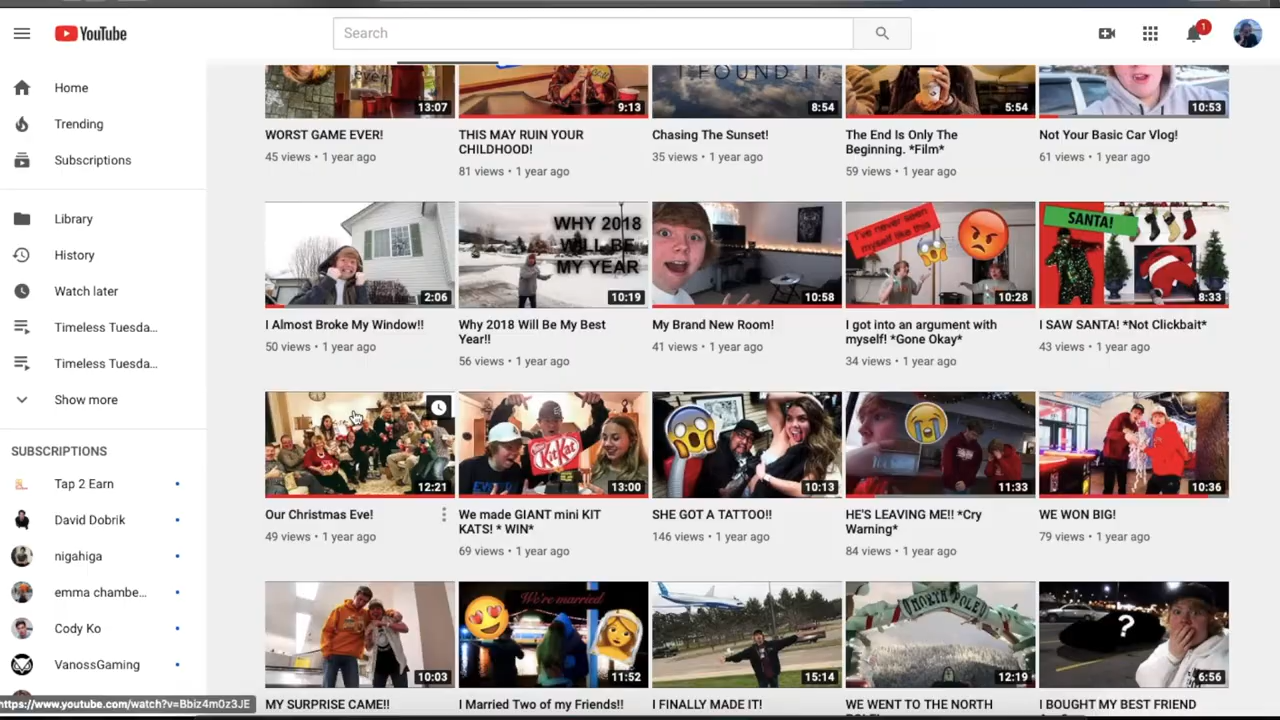 YouTube
Search
1
Home
Trending
Subscriptions
Library
History
Watch later
Timeless Tuesda...
Timeless Tuesda...
Show more
SUBSCRIPTIONS
Tap 2 Earn
David Dobrik
nigahiga
emma chambe...
Cody Ko
VanossGaming
https://www.youtube.com/watch?v=Bbiz4m0z3JE
ever
13:07
9:13
I FOUND IT
8:54
5:54
10:53
WORST GAME EVER!
45 views • 1 year ago
THIS MAY RUIN YOUR
CHILDHOOD!
81 views • 1 year ago
Chasing The Sunset!
35 views • 1 year ago
The End Is Only The
Beginning. *Film*
59 views • 1 year ago
Not Your Basic Car Vlog!
61 views • 1 year ago
2:06
WHY 2018
WILL BE
MY YEAR
10:19
10:58
I've never seen
myself like this
10:28
SANTA!
8:33
I Almost Broke My Window!!
50 views • 1 year ago
Why 2018 Will Be My Best
Year!!
56 views • 1 year ago
My Brand New Room!
41 views • 1 year ago
I got into an argument with
myself! *Gone Okay*
34 views • 1 year ago
I SAW SANTA! *Not Clickbait*
43 views • 1 year ago
12:21
KitKat
13:00
10:13
11:33
10:36
Our Christmas Eve!
49 views • 1 year ago
We made GIANT mini KIT
KATS! * WIN*
69 views • 1 year ago
SHE GOT A TATTOO!!
146 views • 1 year ago
HE'S LEAVING ME!! *Cry
Warning*
84 views • 1 year ago
WE WON BIG!
79 views • 1 year ago
10:03
We're married
11:52
15:14
NORTH POLE
12:19
?
6:56
MY SURPRISE CAME!!
I Married Two of my Friends!!
I FINALLY MADE IT!
WE WENT TO THE NORTH
I BOUGHT MY BEST FRIEND